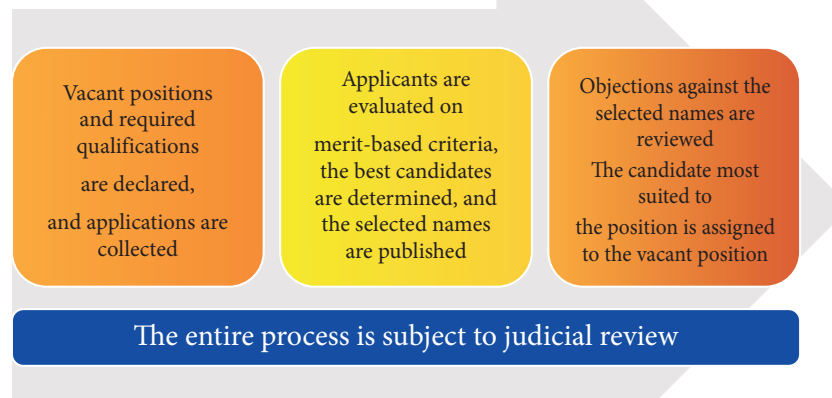 Vacant positions
and required
qualifications
are declared,
and applications are
collected
Applicants are
evaluated on
merit-based criteria,
the best candidates
are determined, and
the selected names
are published
Objections against the
selected names are
reviewed
The candidate most
suited to
the position is assigned
to the vacant position
The entire process is subject to judicial review